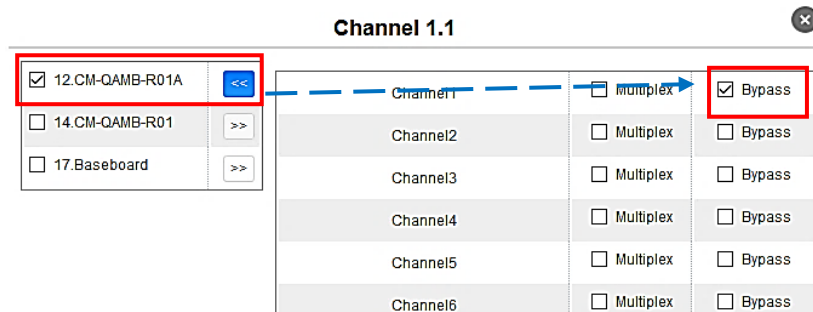 Channel 1.1
12.CM-QAMB-R01A <<
14.CM-QAMB-R01 >>
17.Baseboard >>
Channel1 Multiplex Bypass
Channel2 Multiplex Bypass
Channel3 Multiplex Bypass
Channel4 Multiplex Bypass
Channel5 Multiplex Bypass
Channel6 Multiplex Bypass